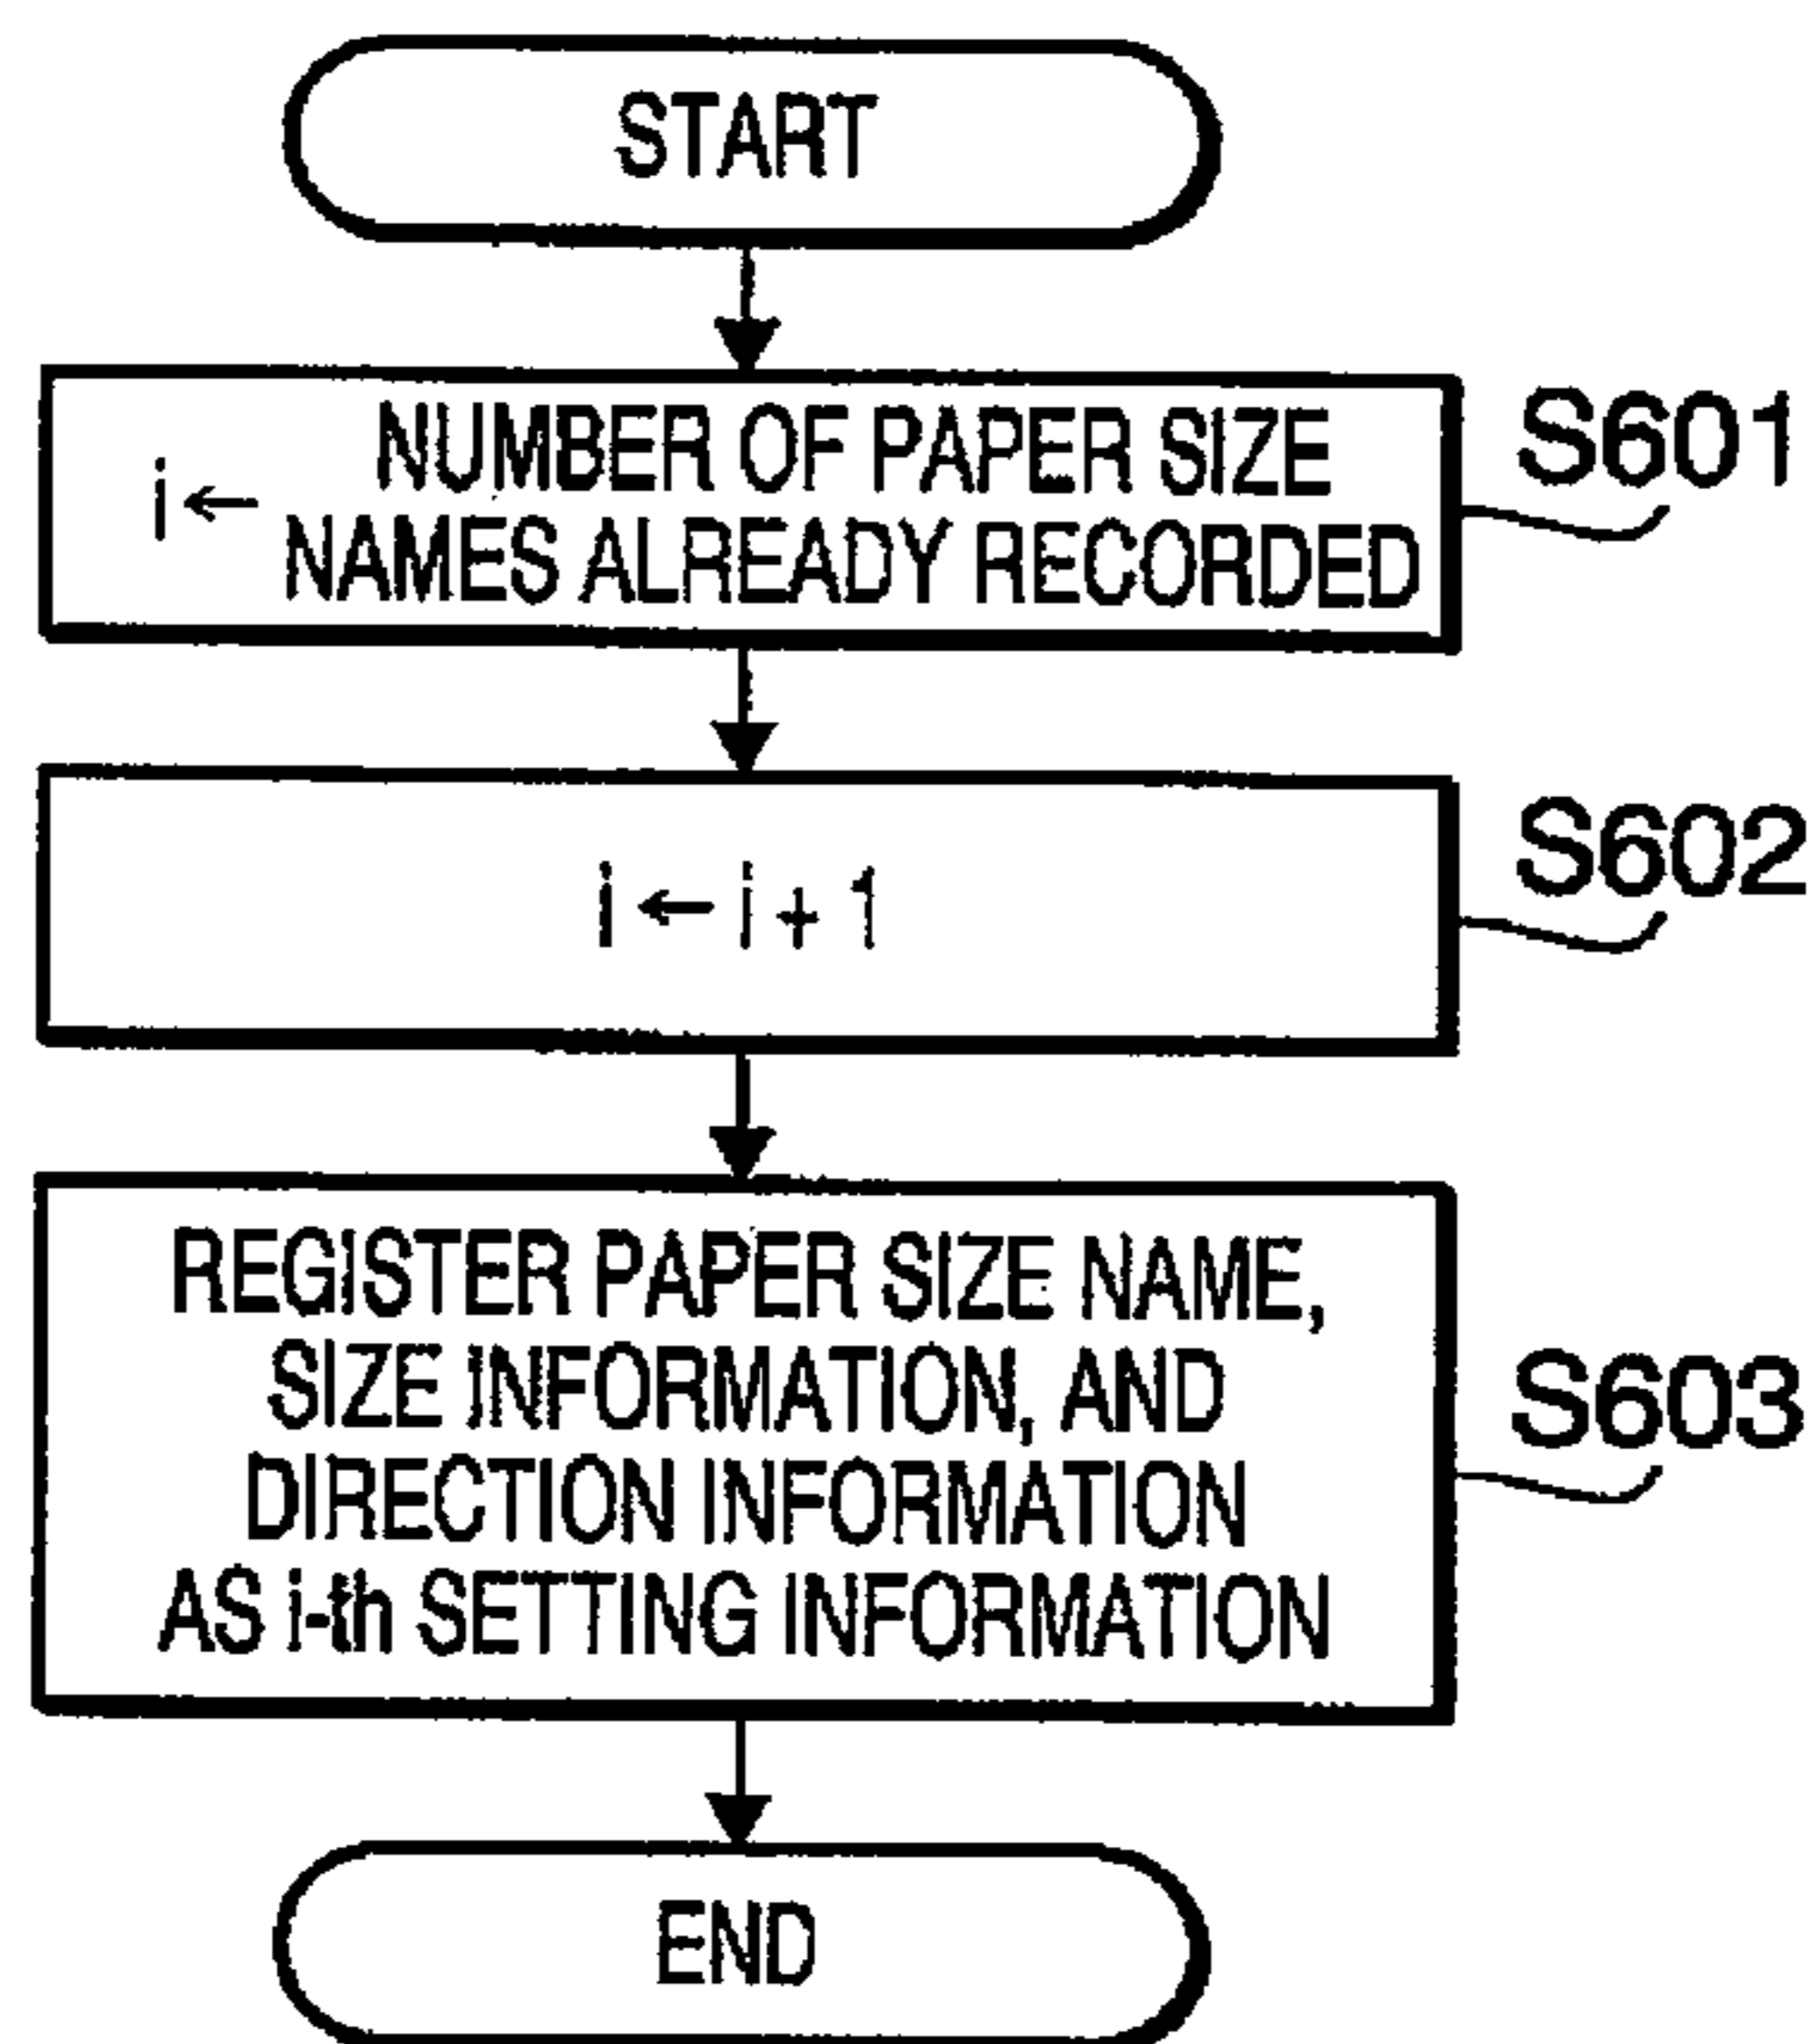 START
NUMBER OF PAPER SIZE
i ← NAMES ALREADY RECORDED
S601
i ← i + 1
S602
REGISTER PAPER SIZE NAME,
SIZE INFORMATION, AND
DIRECTION INFORMATION
AS i-th SETTING INFORMATION
S603
END